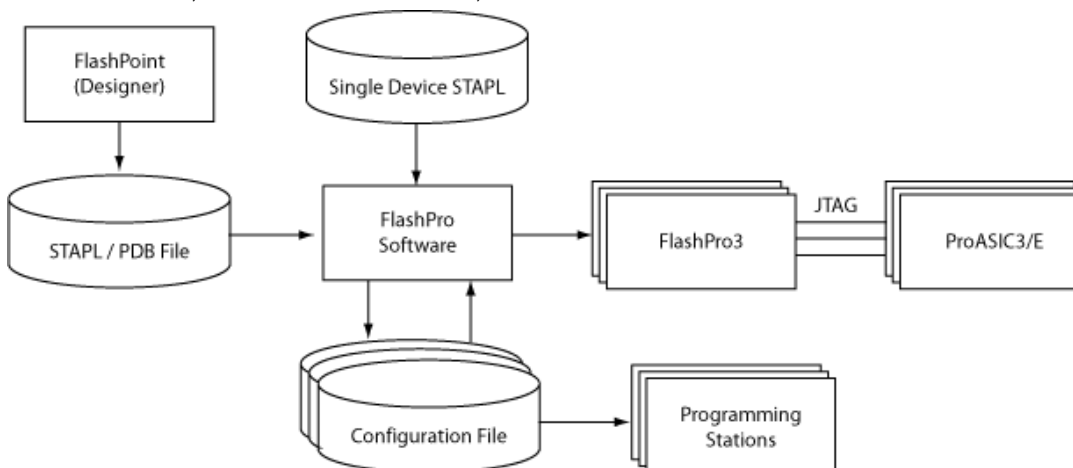 FlashPoint
(Designer)
Single Device STAPL
STAPL / PDB File
FlashPro
Software
FlashPro3
JTAG
ProASIC3/E
Configuration File
Programming
Stations